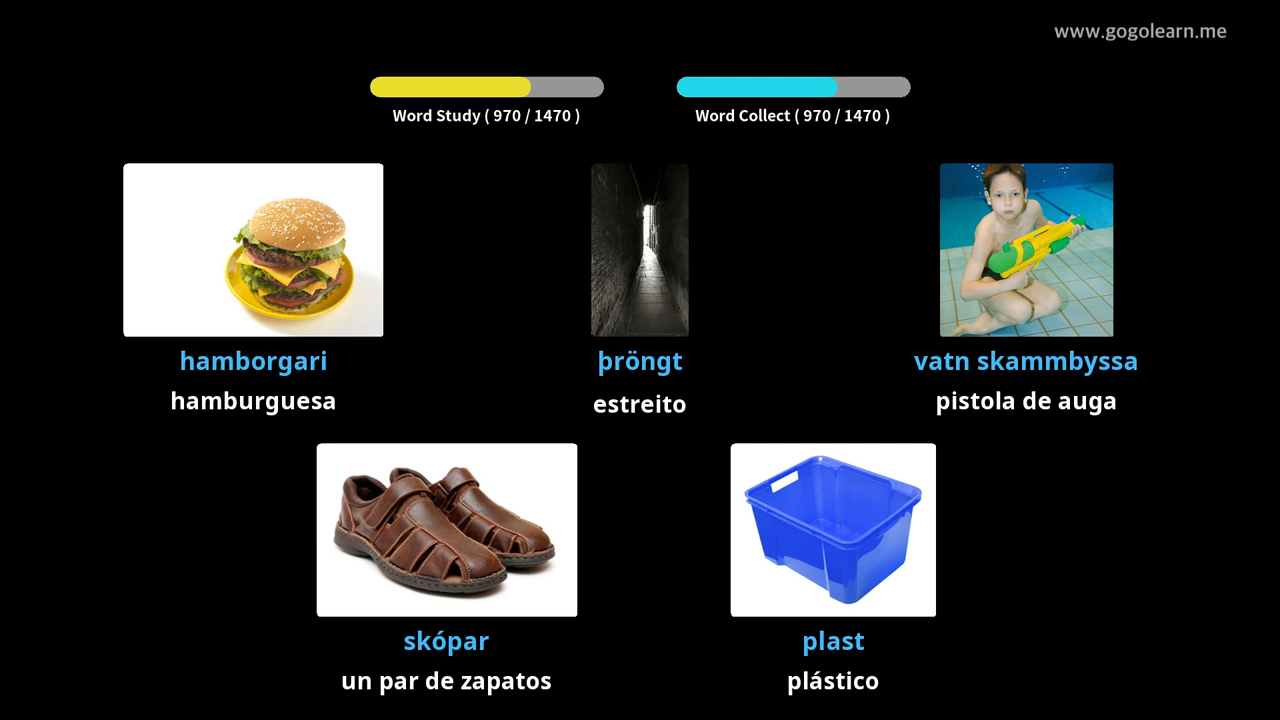 www.gogolearn.me
Word Study ( 970 / 1470 )
Word Collect ( 970 / 1470 )
hamborgari
þröngt
vatn skammbyssa
hamburguesa
estreito
pistola de auga
skópar
plast
un par de zapatos
plástico